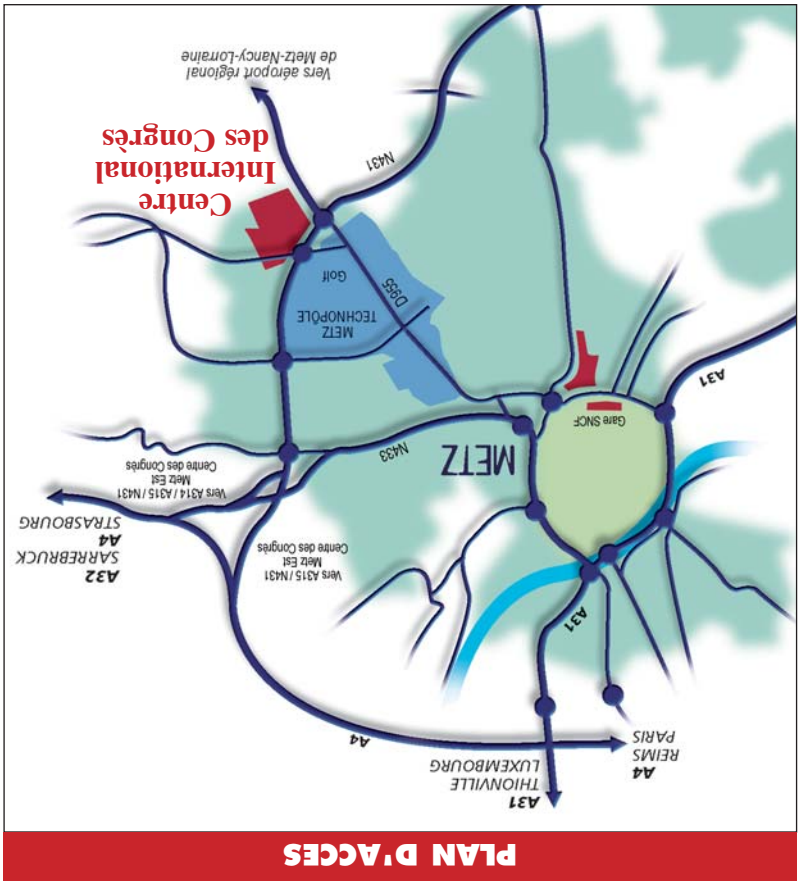 PLAN D'ACCES
A31
THIONVILLE
LUXEMBOURG
A4
REIMS
PARIS
A4
A31
A32
SARREBRUCK
A4
STRASBOURG
Vers A315 / N431
Metz Est
Centre des Congrès
Vers A314 / A315 / N431
Metz Est
Centre des Congrès
METZ
N433
Gare SNCF
A31
METZ
TECHNOPÔLE
Golf
D955
Centre
International
des Congrès
N431
Vers aéroport régional
de Metz-Nancy-Lorraine